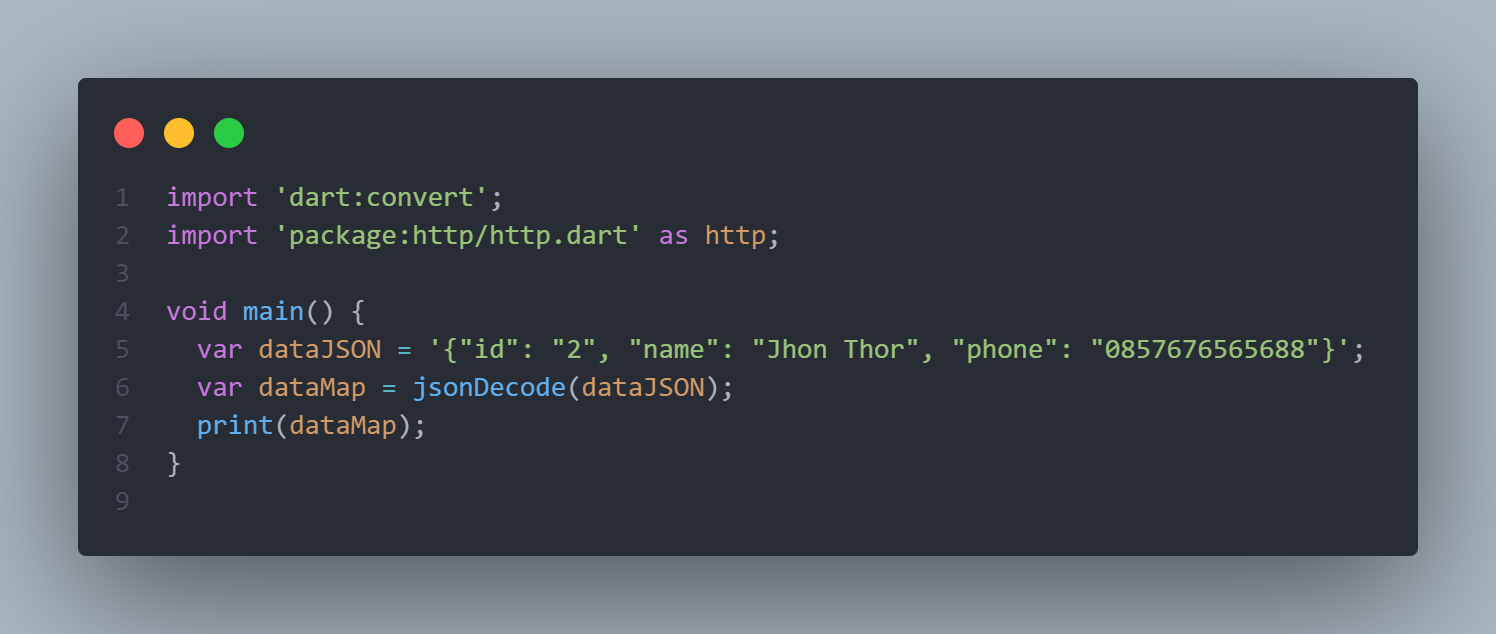 1 import 'dart:convert';
2 import 'package:http/http.dart' as http;
3
4 void main() {
5   var dataJSON = '{"id": "2", "name": "Jhon Thor", "phone": "0857676565688"}';
6   var dataMap = jsonDecode(dataJSON);
7   print(dataMap);
8 }
9